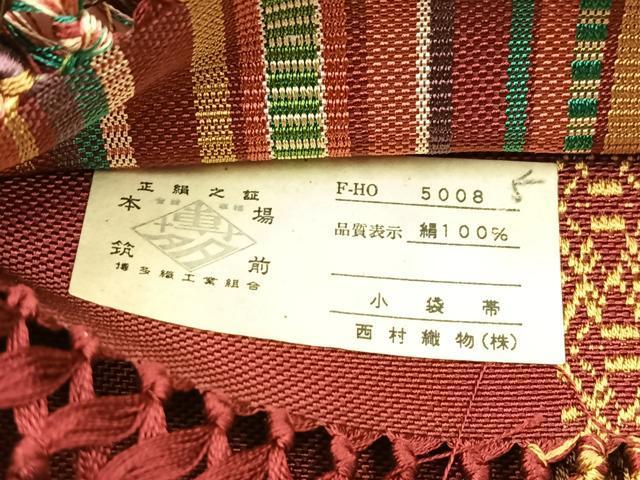 正絹之証
本場
筑前
博多織工業組合
F-HO 5008
品質表示 絹100%
小袋帯
西村織物(株)